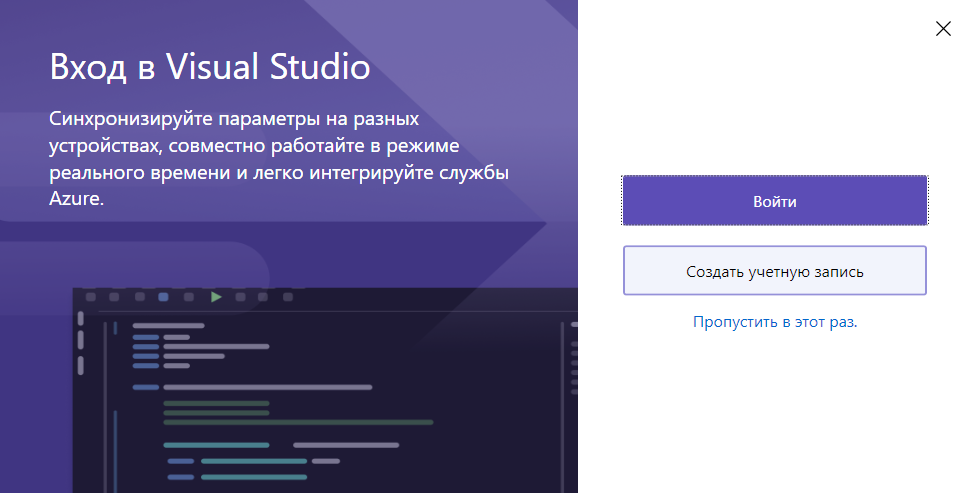 Вход в Visual Studio
Синхронизируйте параметры на разных
устройствах, совместно работайте в режиме
реального времени и легко интегрируйте службы
Azure.
Войти
Создать учетную запись
Пропустить в этот раз.